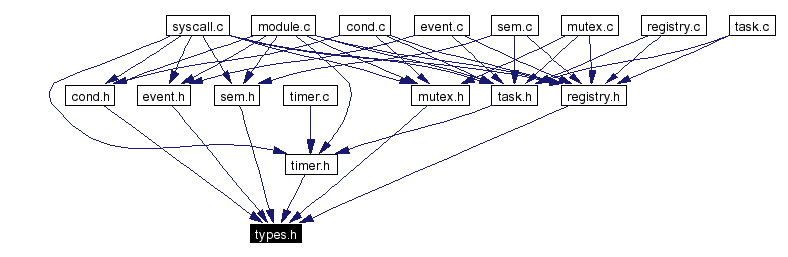 syscall.c module.c cond.c event.c sem.c mutex.c registry.c task.c
cond.h event.h sem.h timer.c mutex.h task.h registry.h
timer.h
types.h